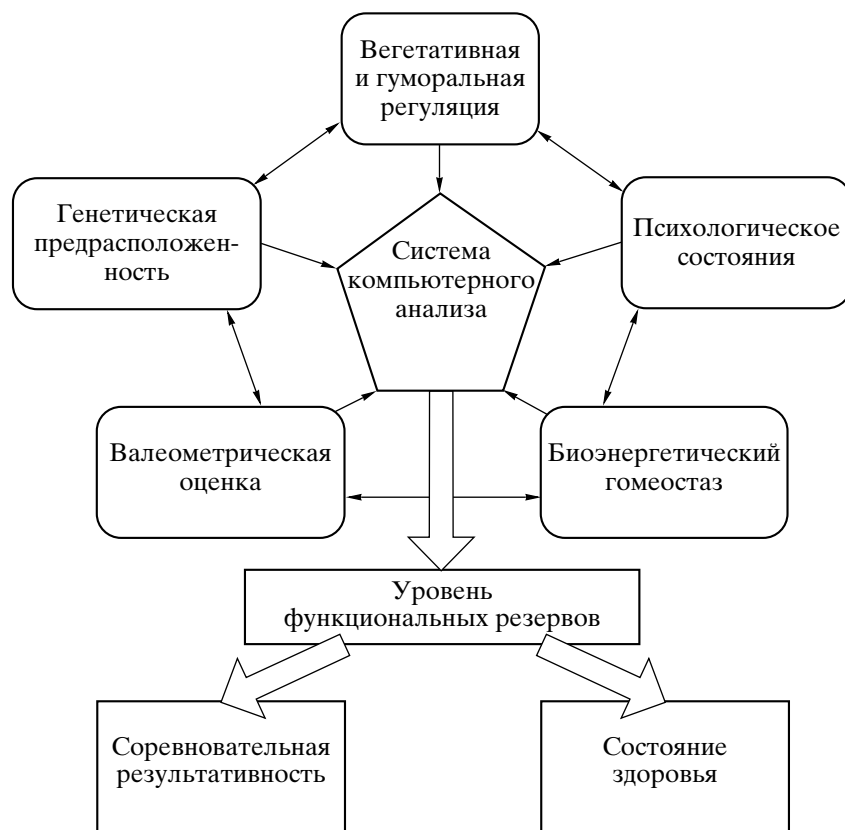 Вегетативная
и гуморальная
регуляция
Генетическая
предрасположен-
ность
Система
компьютерного
анализа
Психологическое
состояния
Валеометрическая
оценка
Биоэнергетический
гомеостаз
Уровень
функциональных резервов
Соревновательная
результативность
Состояние
здоровья